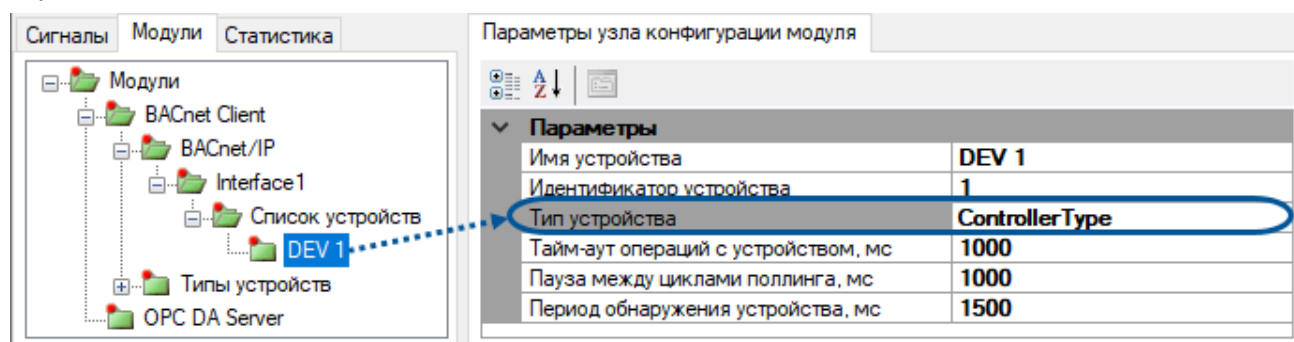 Сигналы Модули Статистика
Параметры узла конфигурации модуля
Модули
BACnet Client
BACnet/IP
Interface1
Список устройств
DEV 1
Типы устройств
OPC DA Server
A
Z
Параметры
Имя устройства DEV 1
Идентификатор устройства 1
Тип устройства ControllerType
Тайм-аут операций с устройством, мс 1000
Пауза между циклами поллинга, мс 1000
Период обнаружения устройства, мс 1500